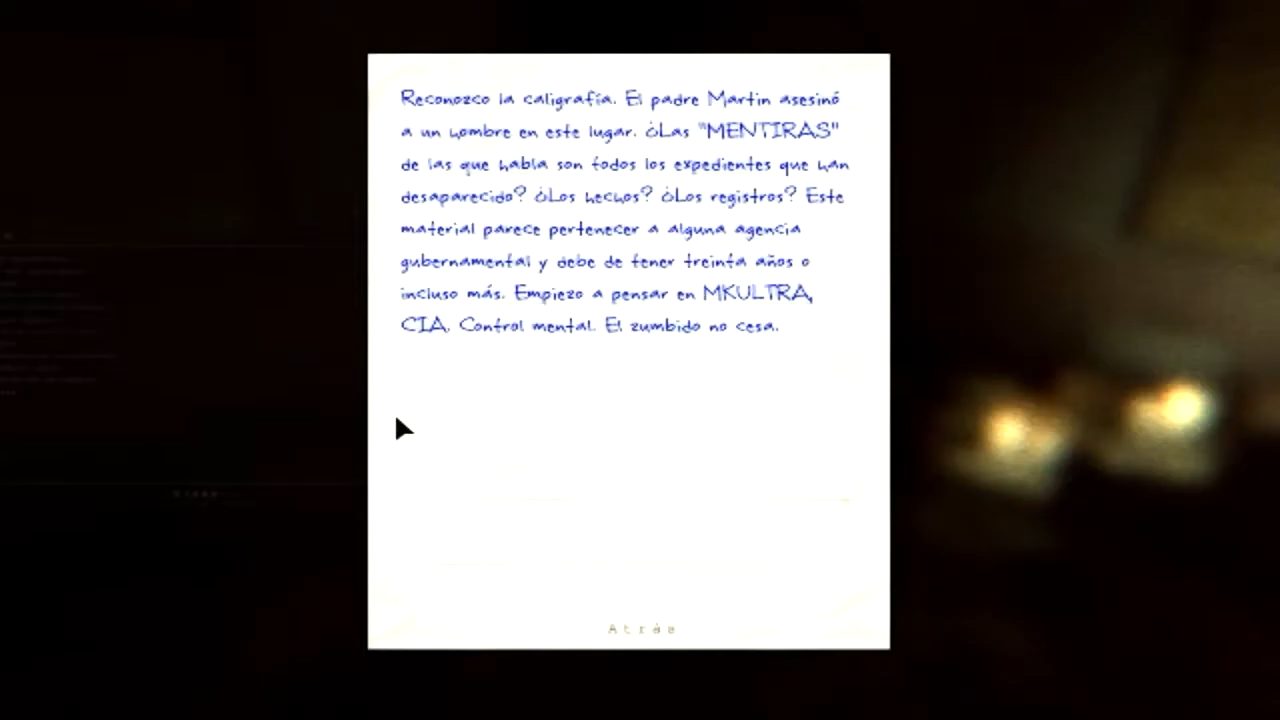 Reconozco la caligrafía. El padre Martin asesinó
a un hombre en este lugar. ¿Las "MENTIRAS"
de las que habla son todos los expedientes que han
desaparecido? ¿Los hechos? ¿Los registros? Este
material parece pertenecer a alguna agencia
gubernamental y debe de tener treinta años o
incluso más. Empiezo a pensar en MKULTRA,
CIA. Control mental. El zumbido no cesa.
Atrás